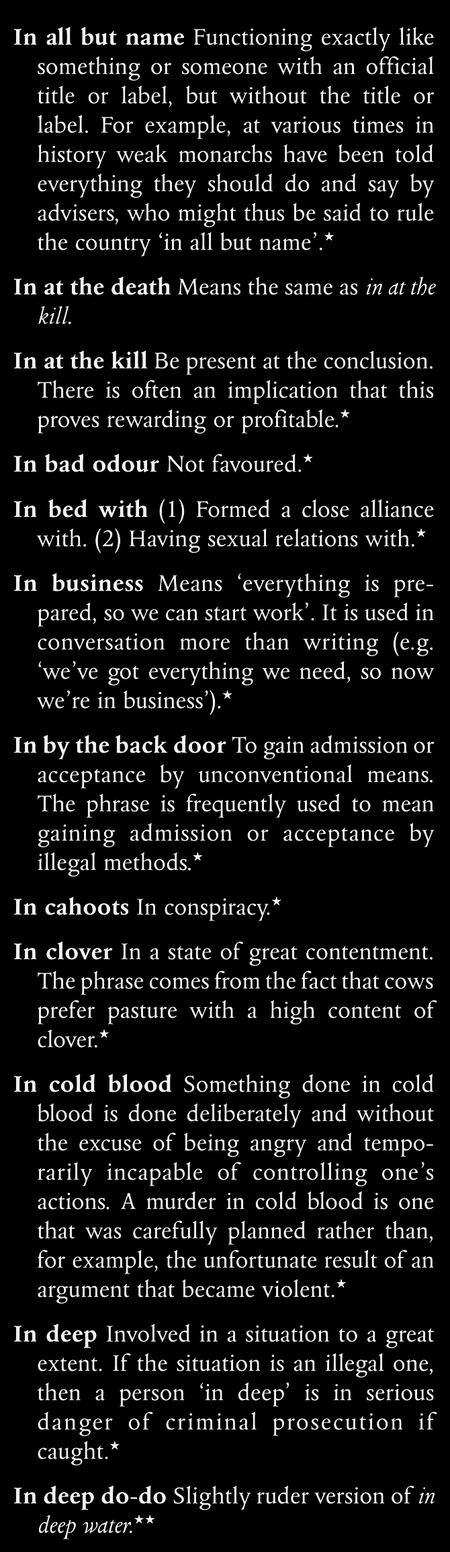 In all but name Functioning exactly like
something or someone with an official
title or label, but without the title or
label. For example, at various times in
history weak monarchs have been told
everything they should do and say by
advisers, who might thus be said to rule
the country ‘in all but name’.★
In at the death Means the same as in at the
kill.
In at the kill Be present at the conclusion.
There is often an implication that this
proves rewarding or profitable.★
In bad odour Not favoured.★
In bed with (1) Formed a close alliance
with. (2) Having sexual relations with.★
In business Means ‘everything is pre-
pared, so we can start work’. It is used in
conversation more than writing (e.g.
‘we’ve got everything we need, so now
we’re in business’).★
In by the back door To gain admission or
acceptance by unconventional means.
The phrase is frequently used to mean
gaining admission or acceptance by
illegal methods.★
In cahoots In conspiracy.★
In clover In a state of great contentment.
The phrase comes from the fact that cows
prefer pasture with a high content of
clover.★
In cold blood Something done in cold
blood is done deliberately and without
the excuse of being angry and tempo-
rarily incapable of controlling one’s
actions. A murder in cold blood is one
that was carefully planned rather than,
for example, the unfortunate result of an
argument that became violent.★
In deep Involved in a situation to a great
extent. If the situation is an illegal one,
then a person ‘in deep’ is in serious
danger of criminal prosecution if
caught.★
In deep do-do Slightly ruder version of in
deep water.★★